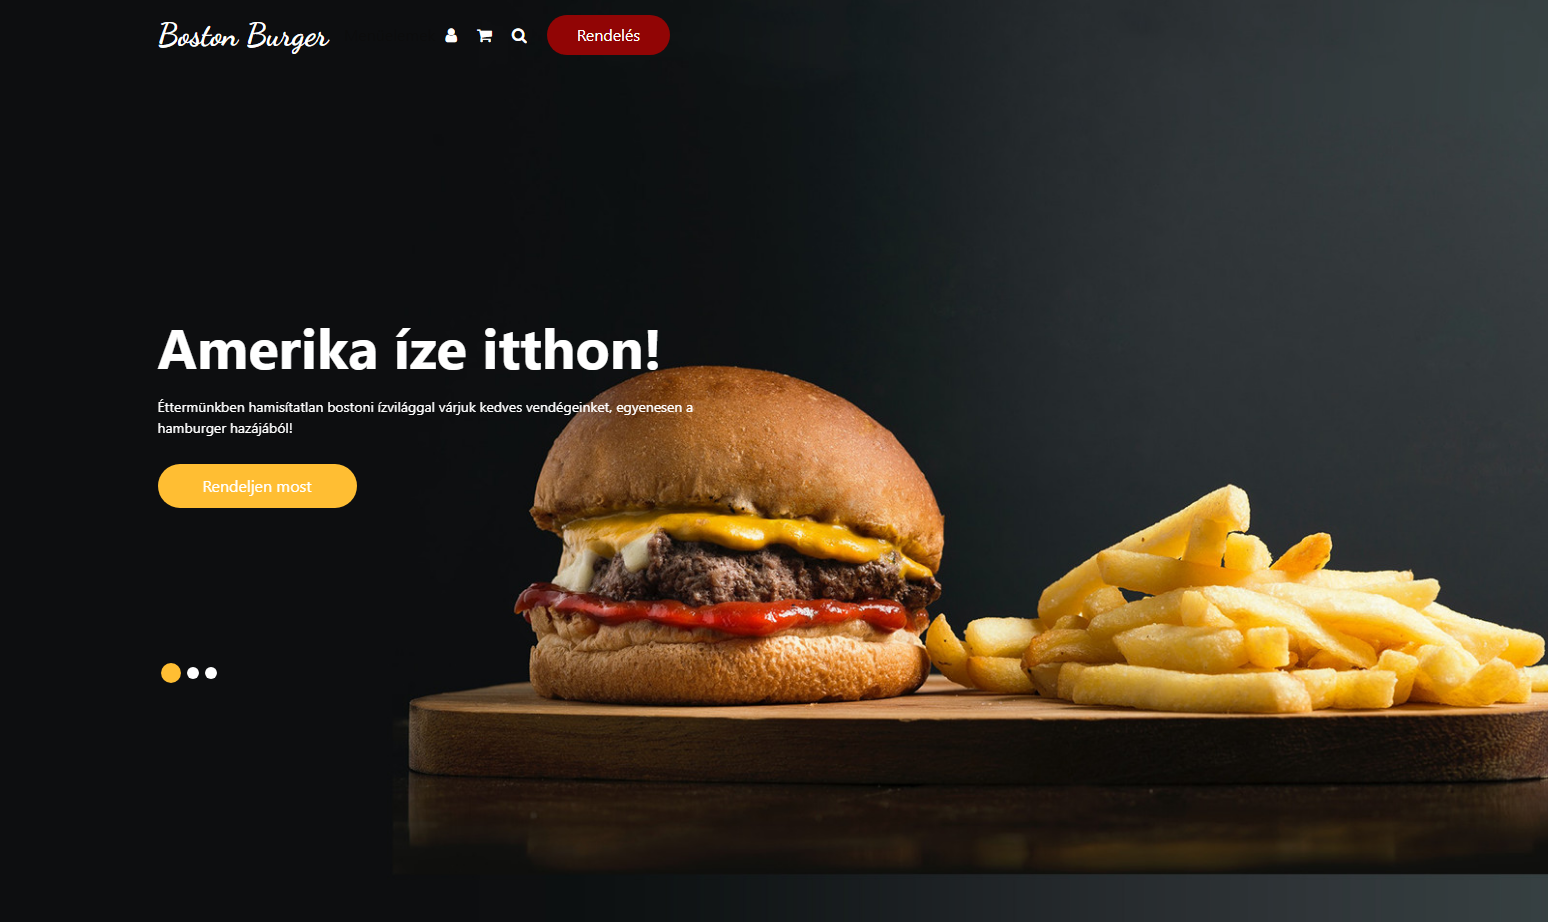 Boston Burger
Rendelés
Amerika íze itthon!
Éttermünkben hamisítatlan bostoni ízvilággal várjuk kedves vendégeinket, egyenesen a
hamburger hazájából!
Rendeljen most